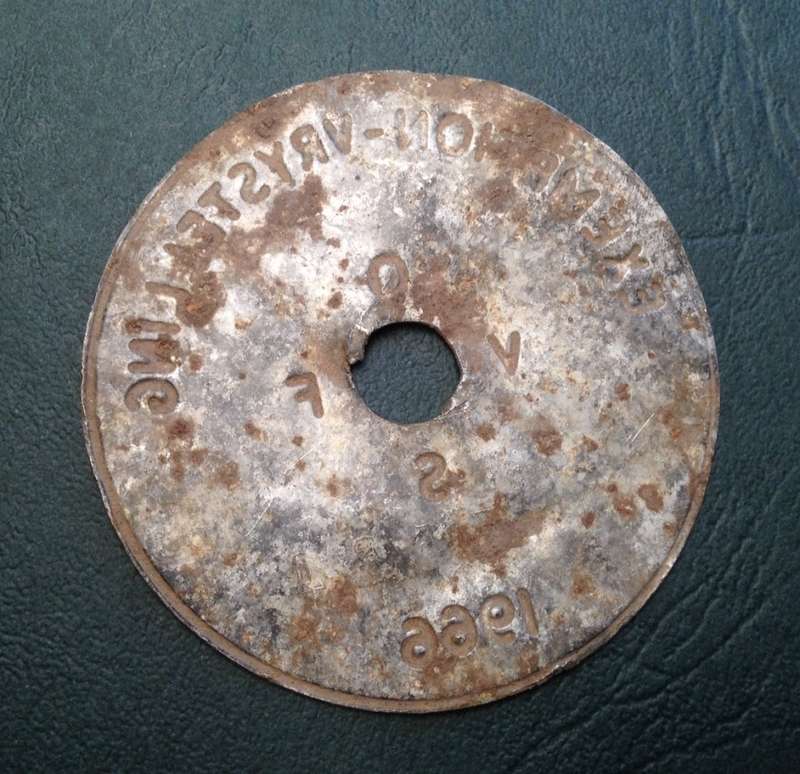 EXEMPTION-VRYSTELLING
O
V F
S
1966